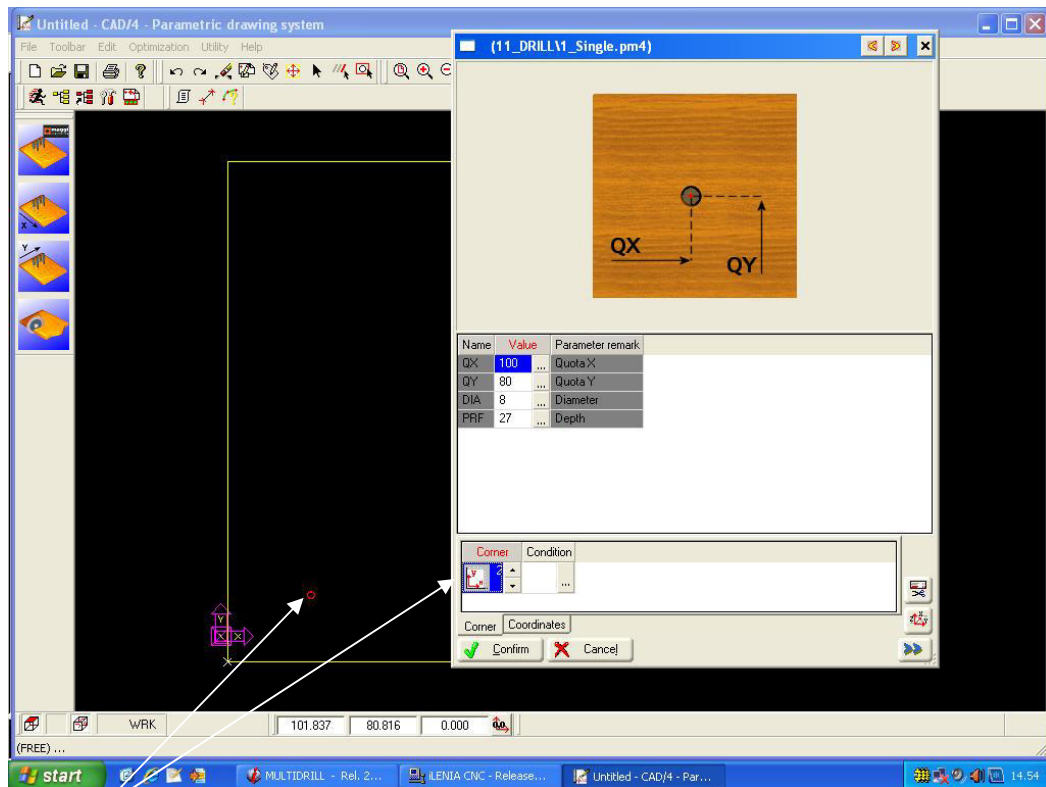 Untitled - CAD/4 - Parametric drawing system
File Toolbar Edit Optimization Utility Help
(11_DRILL\1_Single.pm4)
maggi
X
Y
QX
QY
Name Value Parameter remark
QX 100 ... Quota X
QY 80 ... Quota Y
DIA 8 ... Diameter
PRF 27 ... Depth
Corner Condition
2 ...
Corner Coordinates
Confirm Cancel
Y
X X
X
WRK 101.837 80.816 0.000
(FREE) ...
start MULTIDRILL - Rel. 2... iLENIA CNC - Release... Untitled - CAD/4 - Par... 14.54